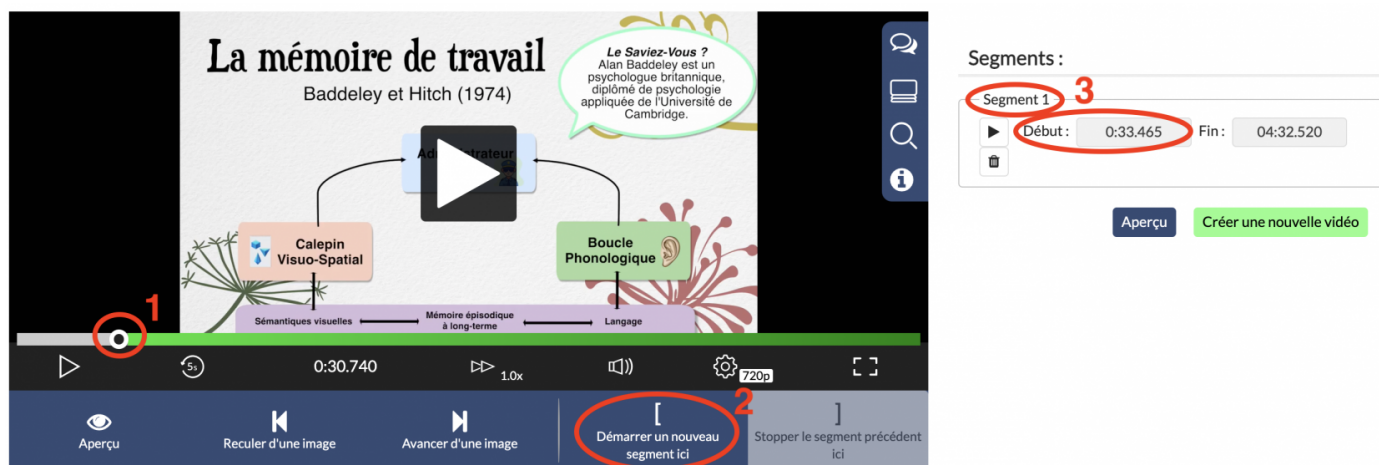 La mémoire de travail
Baddeley et Hitch (1974)
Le Saviez-Vous ?
Alan Baddeley est un
psychologue britannique,
diplômé de psychologie
appliquée de l'Université de
Cambridge.
Calepin
Visuo-Spatial
Boucle
Phonologique
Sémantiques visuelles
Mémoire épisodique
à long-terme
Langage
1
5s
0:30.740
1.0x
720p
Aperçu
Reculer d'une image
Avancer d'une image
[
Démarrer un nouveau
segment ici
2
]
Stopper le segment précédent
ici
Segments :
Segment 1
3
Début : 0:33.465 Fin : 04:32.520
Aperçu Créer une nouvelle vidéo